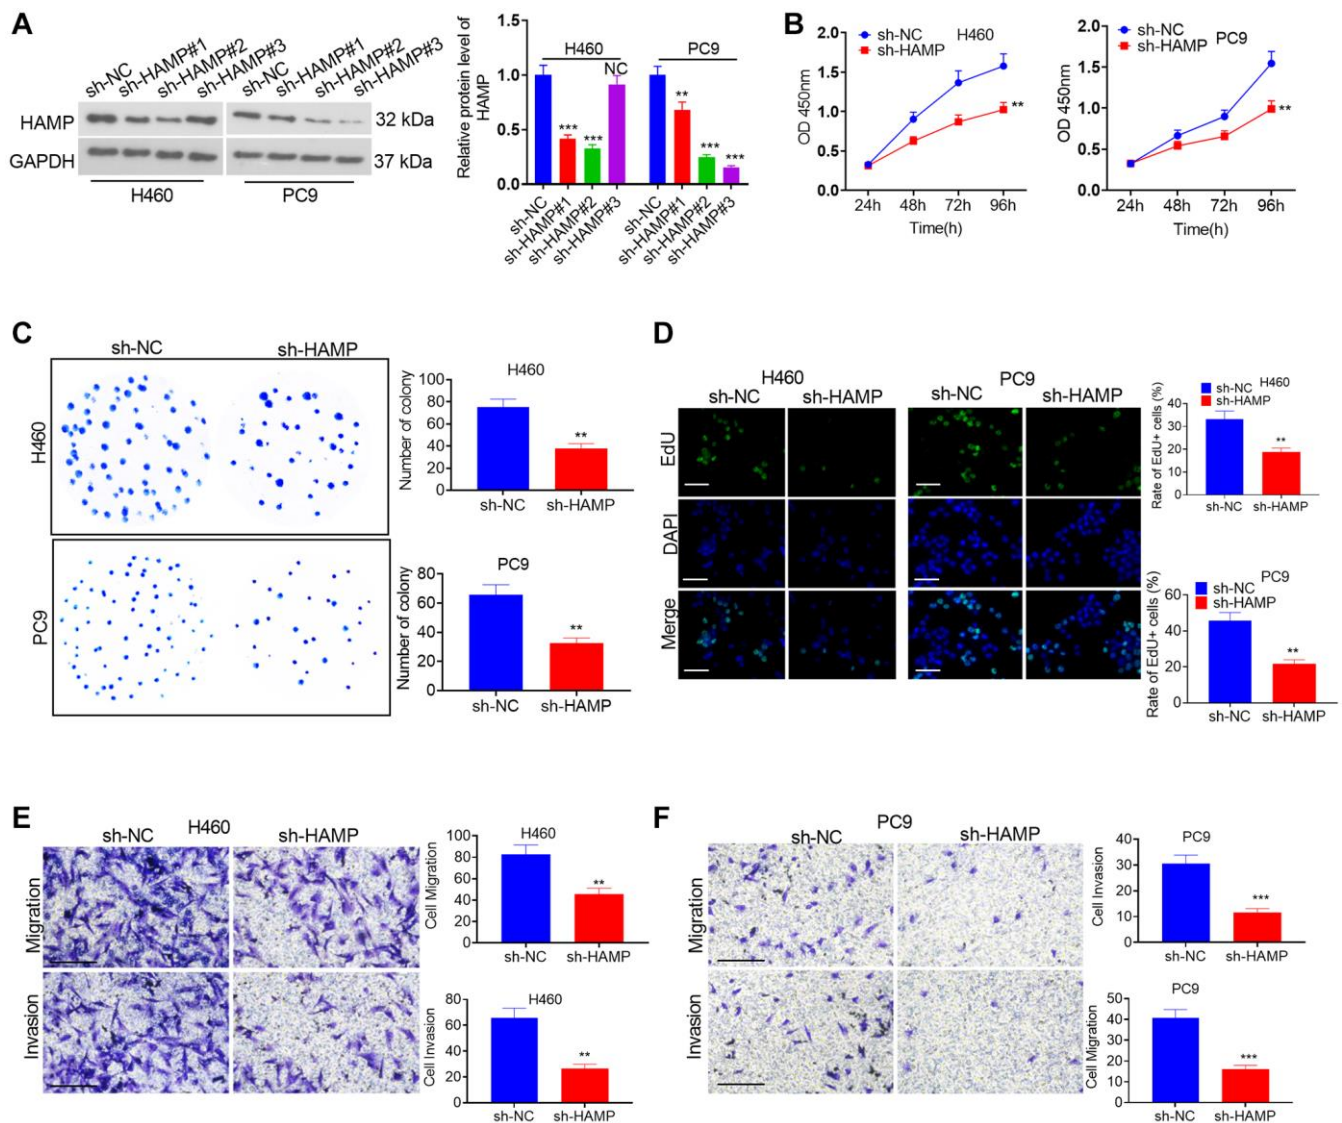 A
sh-NC
sh-HAMP#1
sh-HAMP#2
sh-HAMP#3
sh-NC
sh-HAMP#1
sh-HAMP#2
sh-HAMP#3
HAMP
32 kDa
GAPDH
37 kDa
H460
PC9
Relative protein level of
HAMP
1.5
1.0
0.5
0.0
H460
PC9
NC
***
***
**
***
***
sh-NC
sh-HAMP#1
sh-HAMP#2
sh-HAMP#3
sh-NC
sh-HAMP#1
sh-HAMP#2
sh-HAMP#3
B
OD 450nm
2.0
1.5
1.0
0.5
0.0
sh-NC
sh-HAMP
H460
**
24h 48h 72h 96h
Time(h)
OD 450nm
2.0
1.5
1.0
0.5
0.0
sh-NC
sh-HAMP
PC9
**
24h 48h 72h 96h
Time(h)
C
sh-NC
sh-HAMP
H460
PC9
Number of colony
100
80
60
40
20
0
H460
**
sh-NC
sh-HAMP
Number of colony
80
60
40
20
0
PC9
**
sh-NC
sh-HAMP
D
H460
PC9
sh-NC
sh-HAMP
sh-NC
sh-HAMP
EdU
DAPI
Merge
Rate of EdU+ cells (%)
40
30
20
10
0
sh-NC
sh-HAMP
H460
**
sh-NC
sh-HAMP
Rate of EdU+ cells (%)
60
40
20
0
sh-NC
sh-HAMP
PC9
**
sh-NC
sh-HAMP
E
H460
sh-NC
sh-HAMP
Migration
Invasion
Cell Migration
100
80
60
40
20
0
H460
**
sh-NC
sh-HAMP
Cell Invasion
80
60
40
20
0
H460
**
sh-NC
sh-HAMP
F
PC9
sh-NC
sh-HAMP
Migration
Invasion
Cell Invasion
40
30
20
10
0
PC9
***
sh-NC
sh-HAMP
Cell Migration
50
40
30
20
10
0
PC9
***
sh-NC
sh-HAMP